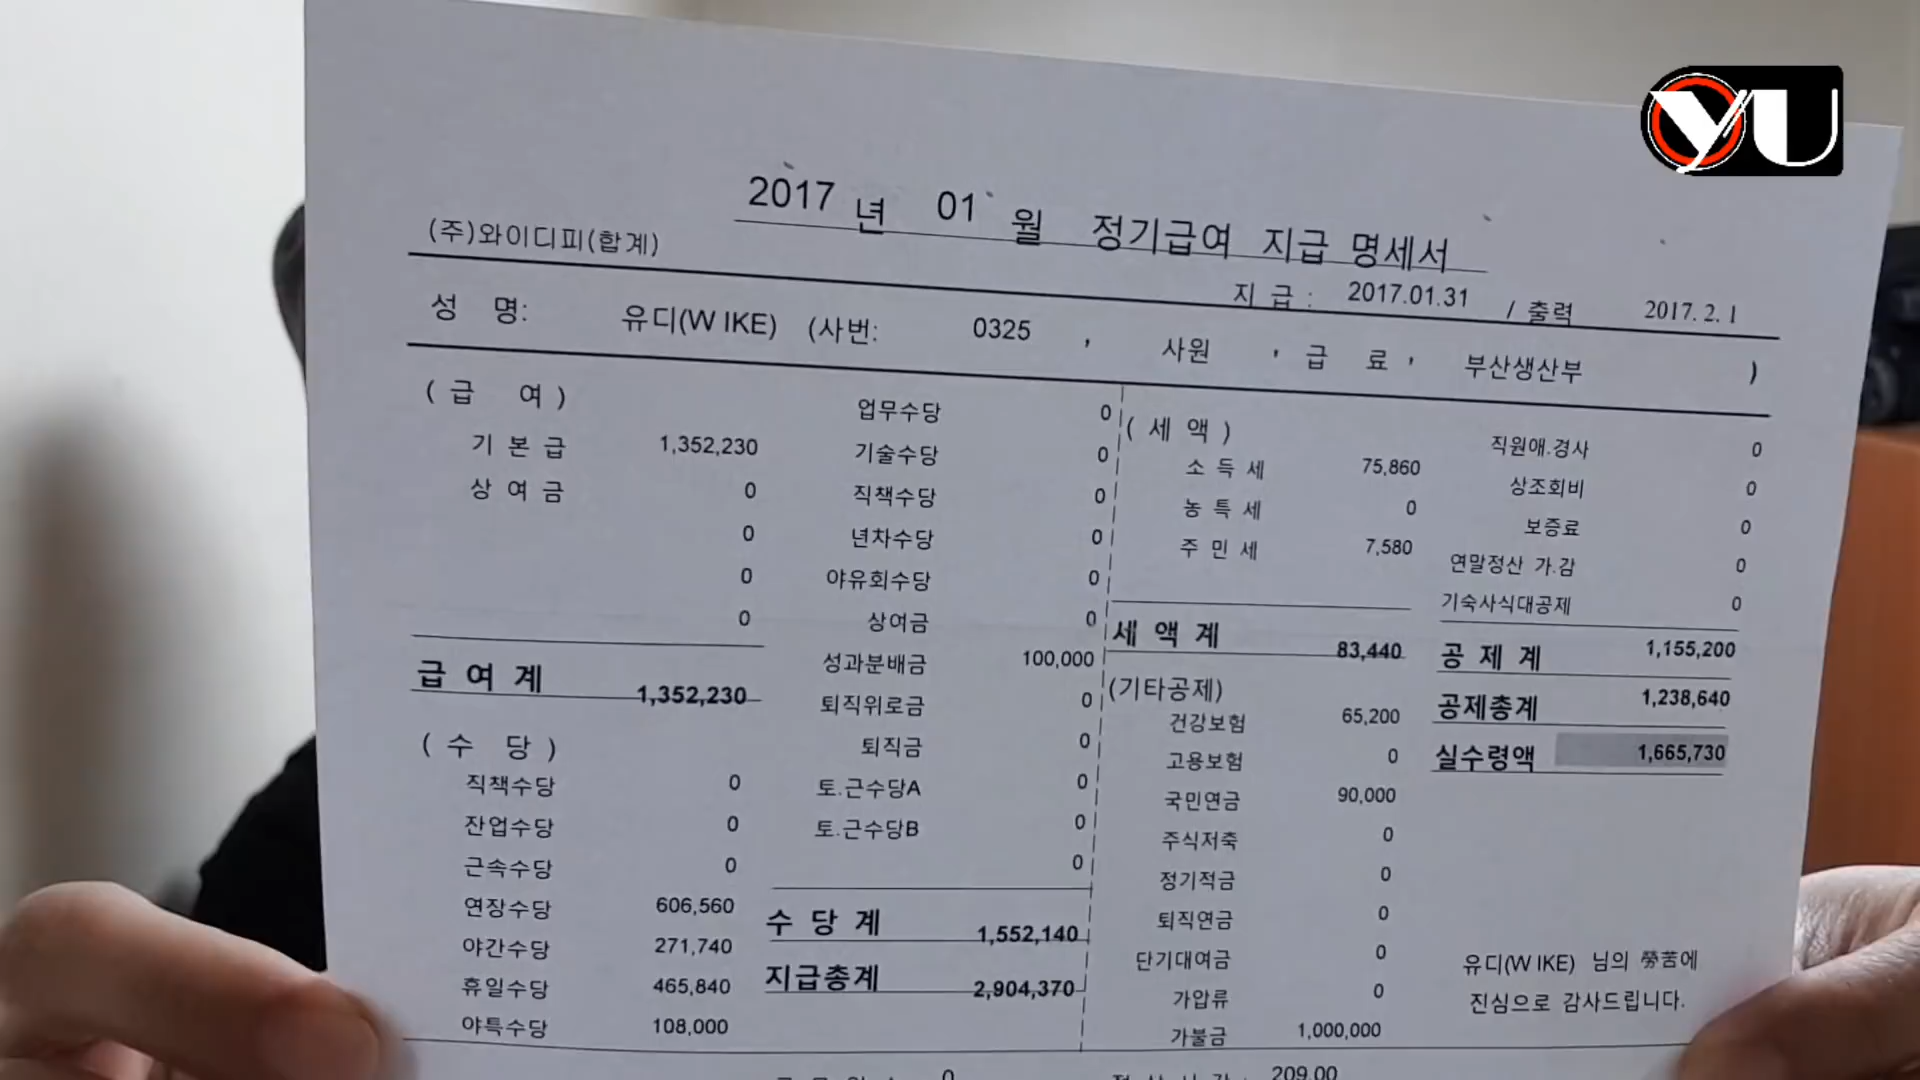 YU
2017 년 01 월 정기급여 지급 명세서
(주)와이디피(합계)
지 급 : 2017.01.31 / 출력 2017. 2. 1
성 명: 유디(W IKE) (사번: 0325 , 사원 , 급 료 , 부산생산부 )
( 급 여 )
기 본 급 1,352,230
상 여 금 0
0
0
0
급 여 계 1,352,230
( 수 당 )
직책수당 0
잔업수당 0
근속수당 0
연장수당 606,560
야간수당 271,740
휴일수당 465,840
야특수당 108,000
업무수당 0
기술수당 0
직책수당 0
년차수당 0
야유회수당 0
상여금 0
성과분배금 100,000
퇴직위로금 0
퇴직금 0
토.근수당A 0
토.근수당B 0
0
수 당 계 1,552,140
지급총계 2,904,370
( 세 액 )
소 득 세 75,860
농 특 세 0
주 민 세 7,580
세 액 계 83,440
(기타공제)
건강보험 65,200
고용보험 0
국민연금 90,000
주식저축 0
정기적금 0
퇴직연금 0
단기대여금 0
가압류 0
가불금 1,000,000
직원애.경사 0
상조회비 0
보증료 0
연말정산 가.감 0
기숙사식대공제 0
공 제 계 1,155,200
공제총계 1,238,640
실수령액 1,665,730
유디(W IKE) 님의 勞苦에
진심으로 감사드립니다.
0 209.00